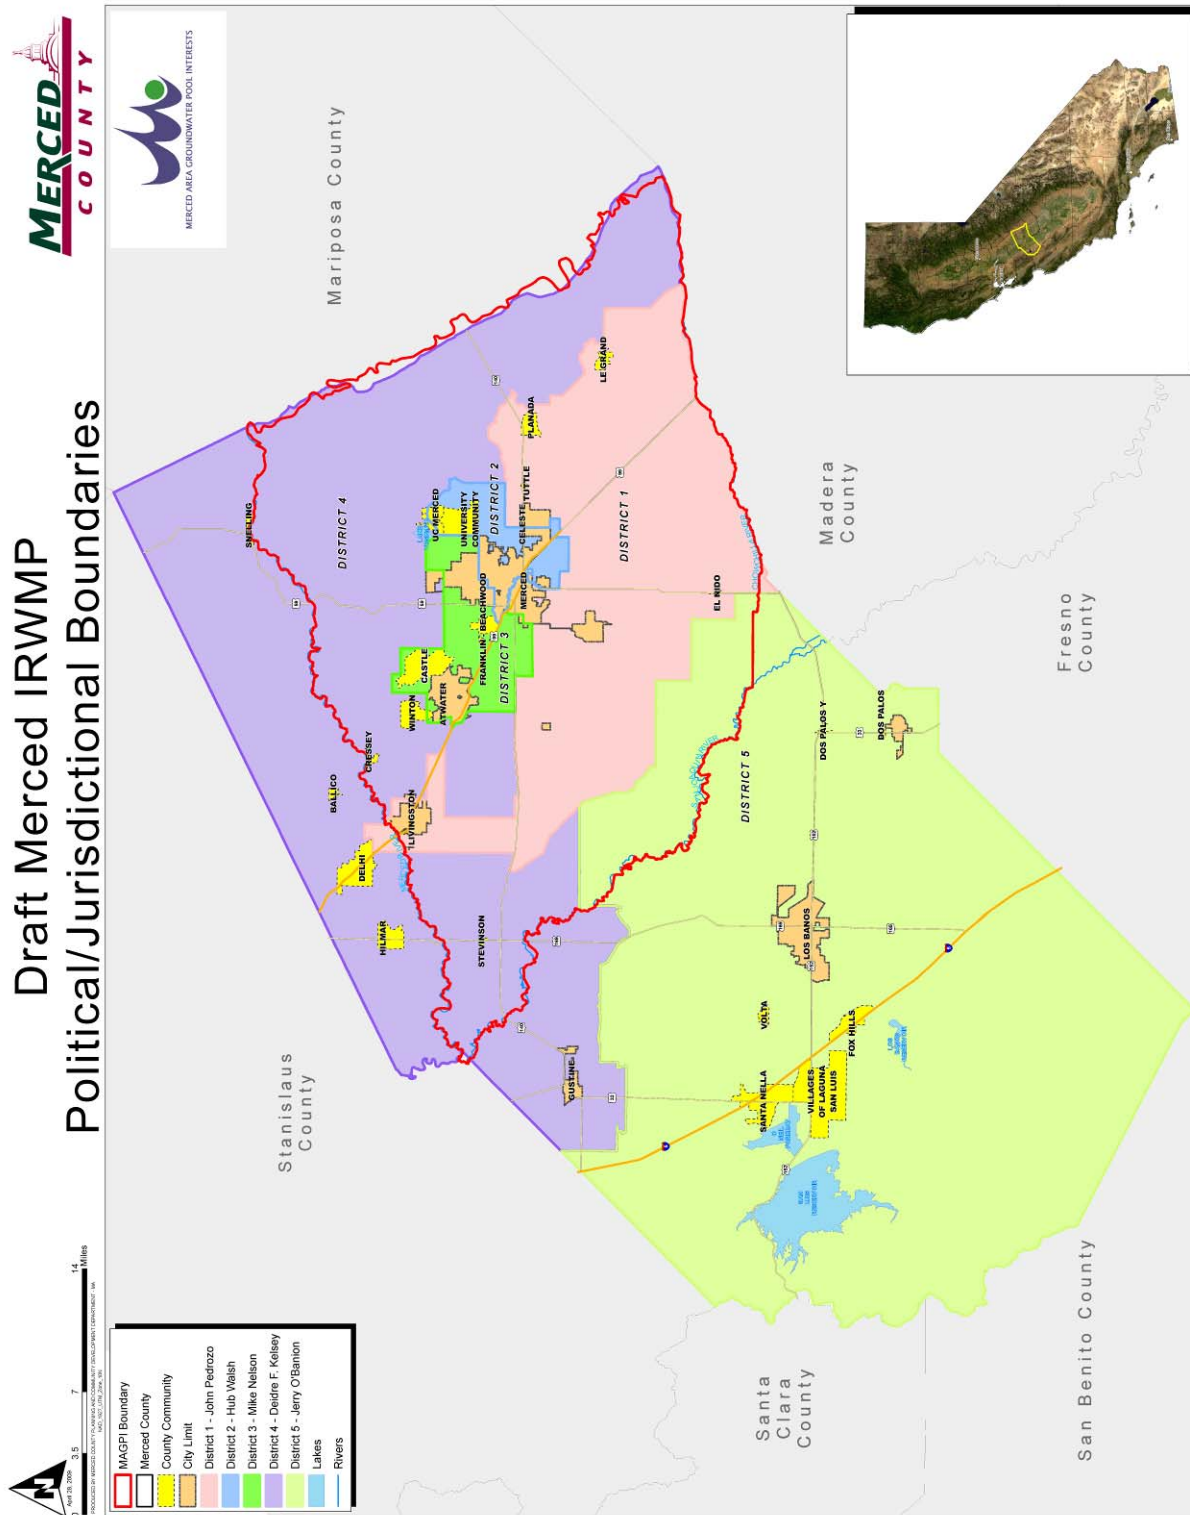 Draft Merced IRWMP
Political/Jurisdictional Boundaries
MERCED
COUNTY
MERCED AREA GROUNDWATER POOL INTERESTS
N
April 28, 2009
0 3.5 7 14
Miles
MAGPI Boundary
Merced County
County Community
City Limit
District 1 - John Pedrozo
District 2 - Hub Walsh
District 3 - Mike Nelson
District 4 - Deidre F. Kelsey
District 5 - Jerry O'Banion
Lakes
Rivers
Stanislaus
County
Mariposa County
Madera
County
Fresno
County
Santa
Clara
County
San Benito County
SNELLING
DISTRICT 4
BALLICO
CRESSEY
DELHI
HILMAR
LIVINGSTON
WINTON
CASTLE
ATWATER
UC MERCED
UNIVERSITY
COMMUNITY
FRANKLIN - BEACHWOOD
DISTRICT 2
STEVINSON
DISTRICT 3
MERCED
CELESTE
TUTTLE
PLANADA
LE GRAND
GUSTINE
DISTRICT 1
EL NIDO
DISTRICT 5
SANTA NELLA
VOLTA
VILLAGES
OF LAGUNA
SAN LUIS
FOX HILLS
LOS BANOS
DOS PALOS Y
DOS PALOS
SAN
LUIS
RESERVOIR